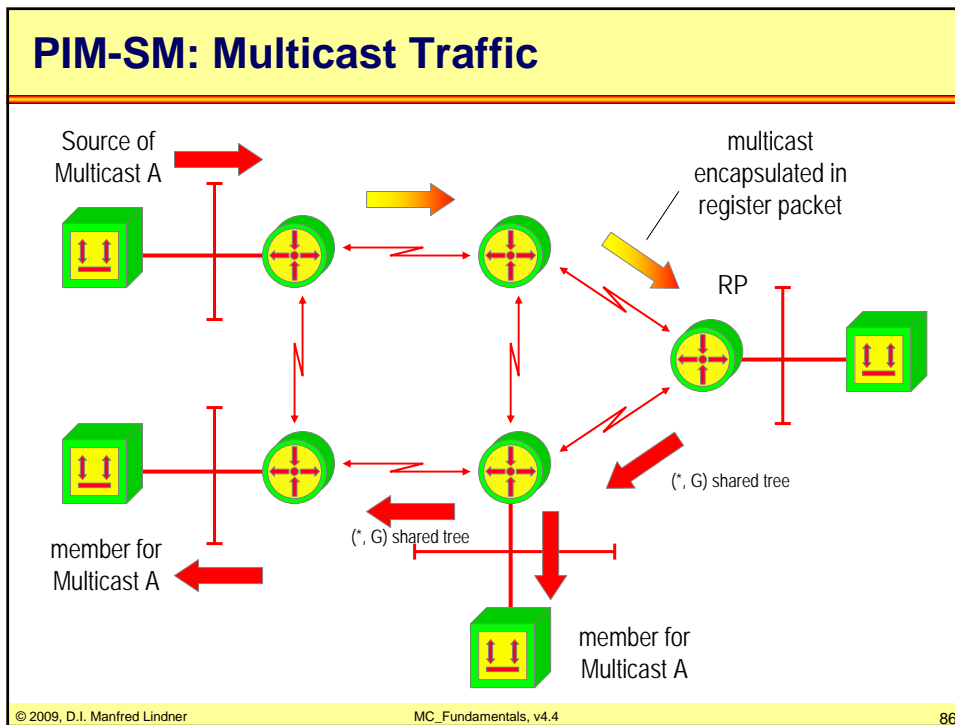 PIM-SM: Multicast Traffic
Source of
Multicast A
multicast
encapsulated in
register packet
RP
(*, G) shared tree
(*, G) shared tree
member for
Multicast A
member for
Multicast A
© 2009, D.I. Manfred Lindner
MC_Fundamentals, v4.4
86